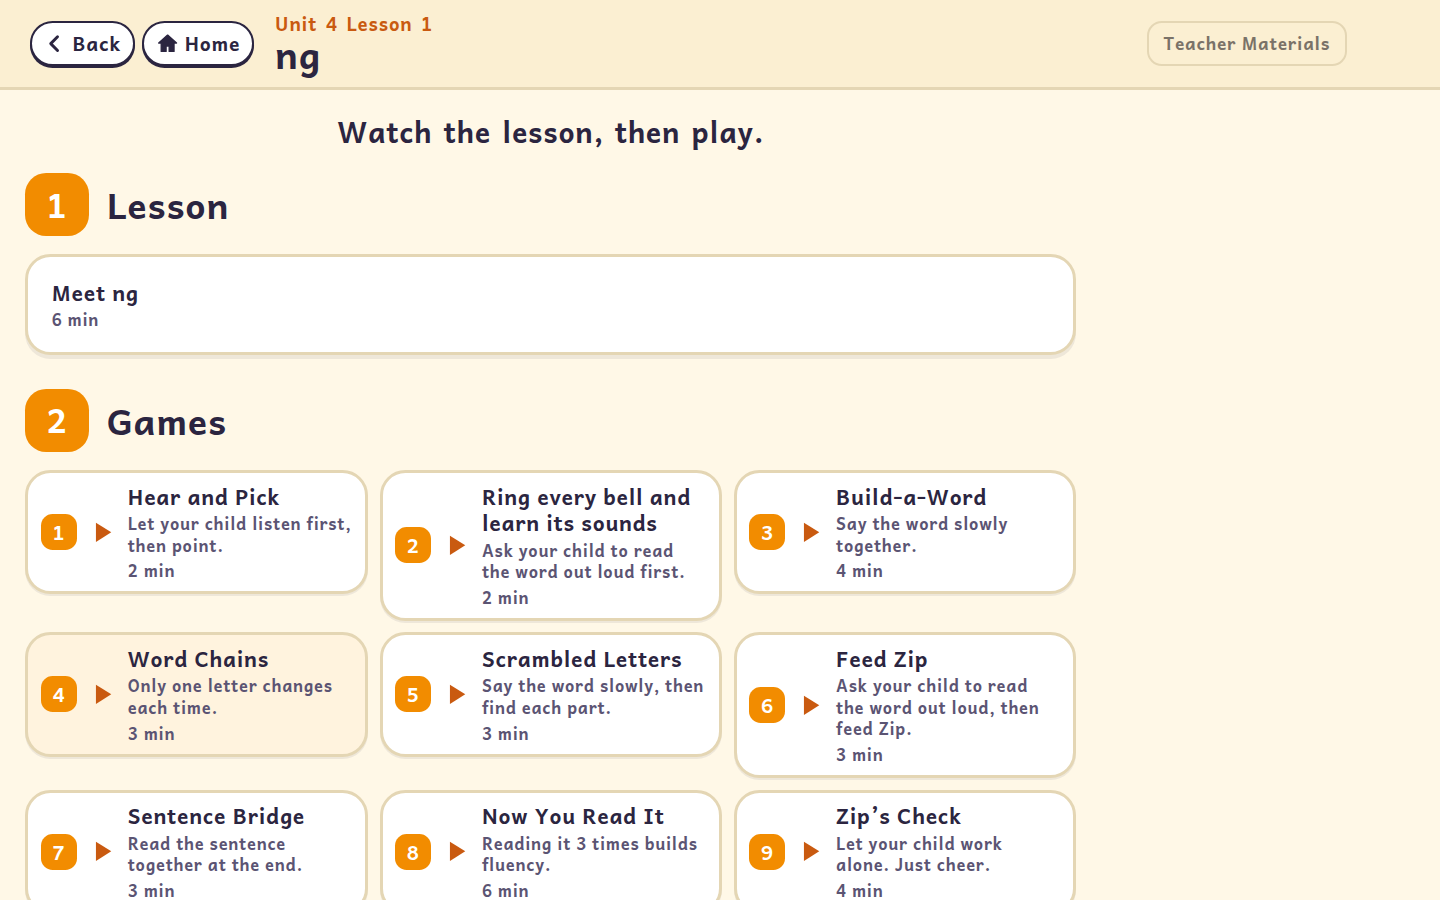 Back
Home
Unit 4 Lesson 1
ng
Teacher Materials
Watch the lesson, then play.
1
Lesson
Meet ng
6 min
2
Games
1
Hear and Pick
Let your child listen first,
then point.
2 min
2
Ring every bell and
learn its sounds
Ask your child to read
the word out loud first.
2 min
3
Build-a-Word
Say the word slowly
together.
4 min
4
Word Chains
Only one letter changes
each time.
3 min
5
Scrambled Letters
Say the word slowly, then
find each part.
3 min
6
Feed Zip
Ask your child to read
the word out loud, then
feed Zip.
3 min
7
Sentence Bridge
Read the sentence
together at the end.
3 min
8
Now You Read It
Reading it 3 times builds
fluency.
6 min
9
Zip’s Check
Let your child work
alone. Just cheer.
4 min